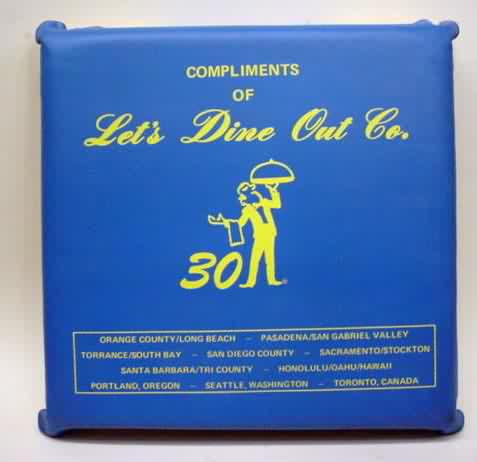 COMPLIMENTS
OF
Let's Dine Out Co.
30
ORANGE COUNTY/LONG BEACH – PASADENA/SAN GABRIEL VALLEY
TORRANCE/SOUTH BAY – SAN DIEGO COUNTY – SACRAMENTO/STOCKTON
SANTA BARBARA/TRI COUNTY – HONOLULU/OAHU/HAWAII
PORTLAND, OREGON – SEATTLE, WASHINGTON – TORONTO, CANADA